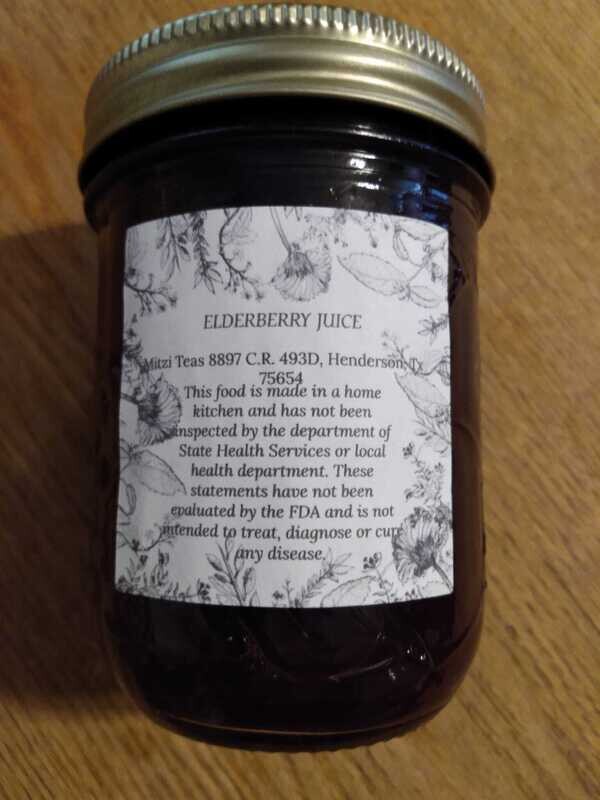 ELDERBERRY JUICE
Mitzi Teas 8897 C.R. 493D, Henderson, Tx
75654
This food is made in a home
kitchen and has not been
inspected by the department of
State Health Services or local
health department. These
statements have not been
evaluated by the FDA and is not
intended to treat, diagnose or cure
any disease.